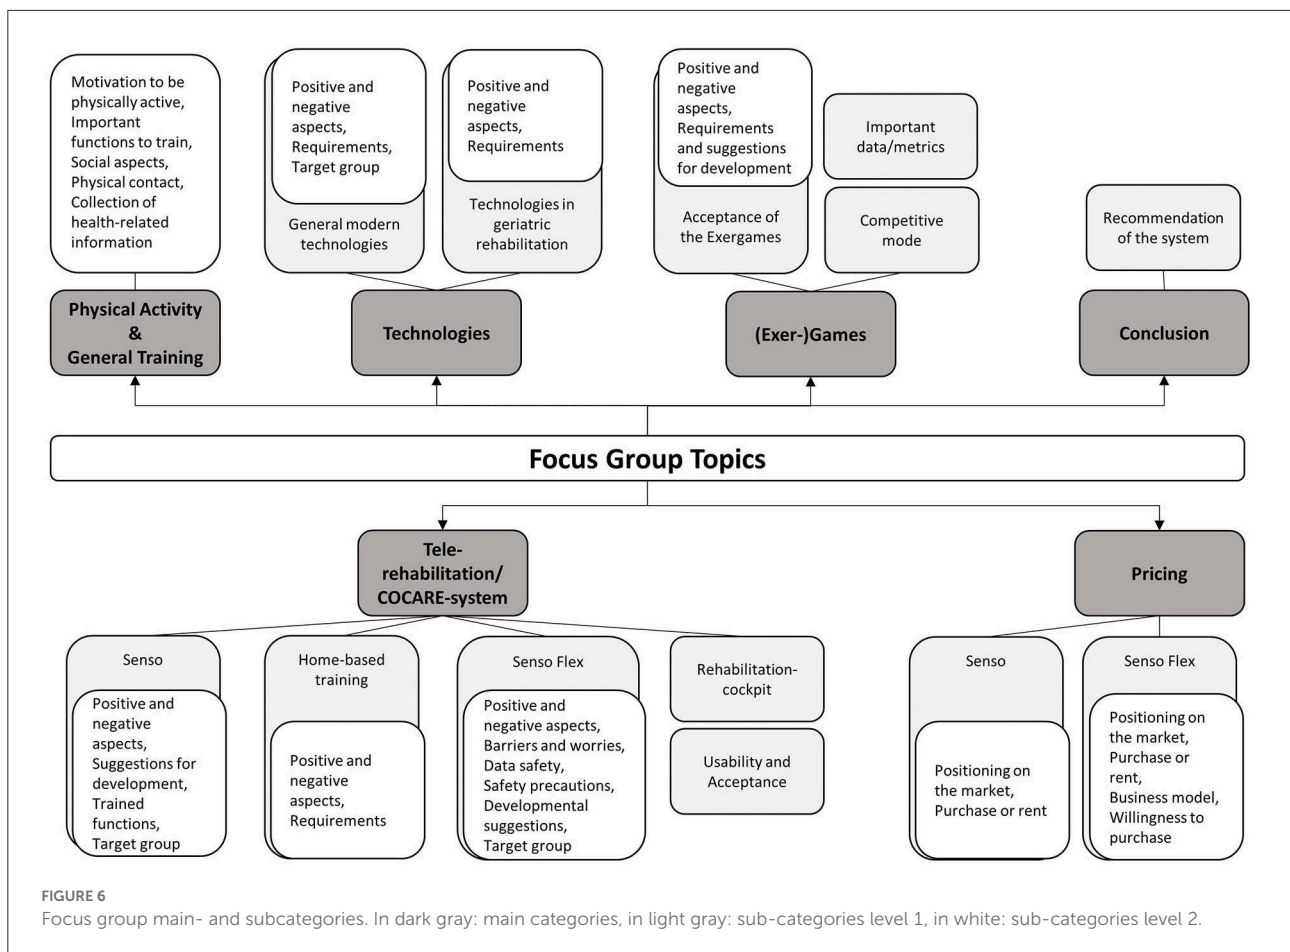 Motivation to be
physically active,
Important
functions to train,
Social aspects,
Physical contact,
Collection of
health-related
information
Physical Activity
&
General Training
Positive and
negative
aspects,
Requirements,
Target group
General modern
technologies
Positive and
negative
aspects,
Requirements
Technologies in
geriatric
rehabilitation
Technologies
Positive and
negative
aspects,
Requirements
and suggestions
for development
Acceptance of
the Exergames
Important
data/metrics
Competitive
mode
(Exer-)Games
Recommendation
of the system
Conclusion
Focus Group Topics
Tele-
rehabilitation/
COCARE-system
Senso
Positive and
negative
aspects,
Suggestions for
development,
Trained
functions,
Target group
Home-based
training
Positive and
negative
aspects,
Requirements
Senso Flex
Positive and
negative aspects,
Barriers and worries,
Data safety,
Safety precautions,
Developmental
suggestions,
Target group
Rehabilitation-
cockpit
Usability and
Acceptance
Pricing
Senso
Positioning on
the market,
Purchase or rent
Senso Flex
Positioning on
the market,
Purchase or
rent,
Business model,
Willingness to
purchase
FIGURE 6
Focus group main- and subcategories. In dark gray: main categories, in light gray: sub-categories level 1, in white: sub-categories level 2.